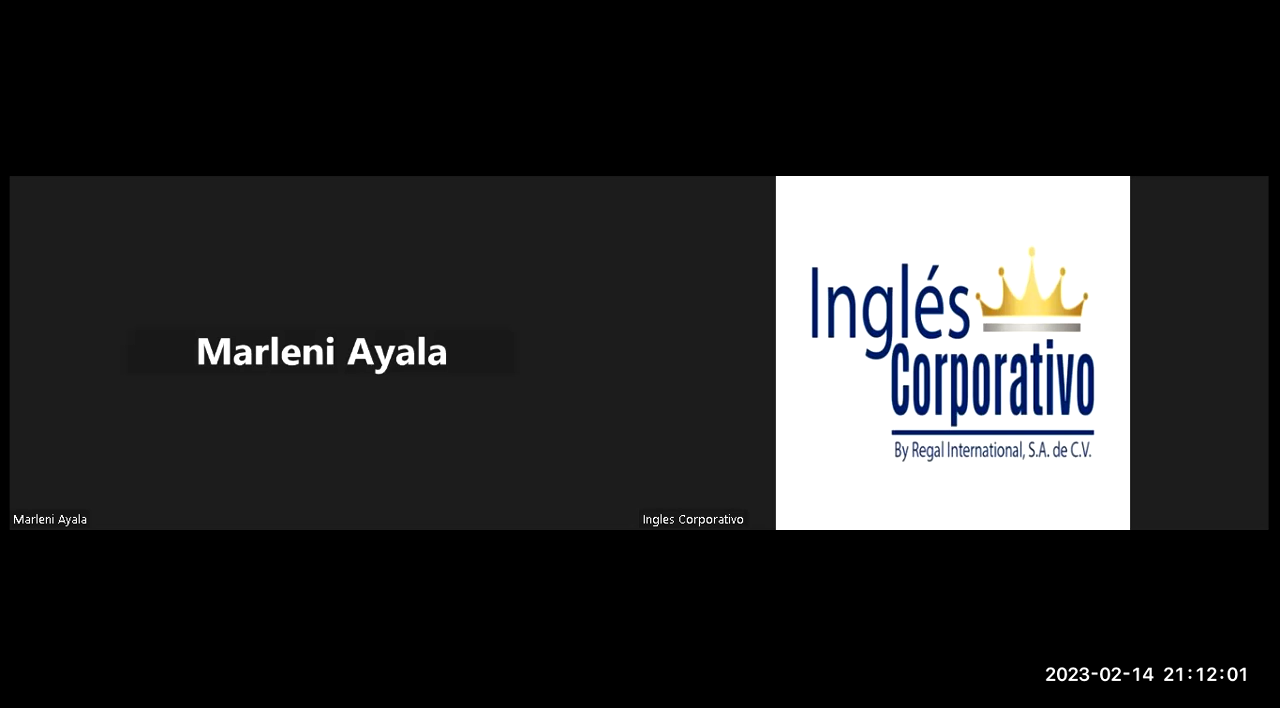 Marleni Ayala
Marleni Ayala
Inglés
Corporativo
By Regal International, S.A. de C.V.
Ingles Corporativo
2023-02-14 21:12:01